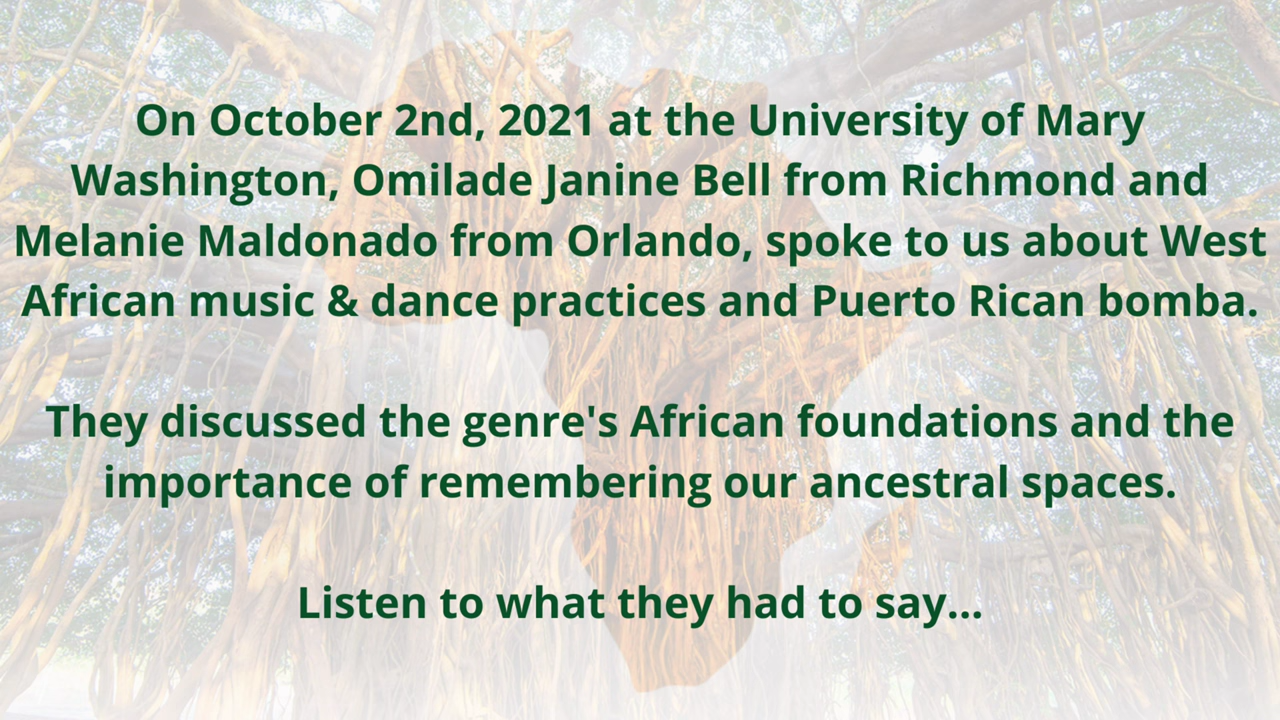 On October 2nd, 2021 at the University of Mary
Washington, Omilade Janine Bell from Richmond and
Melanie Maldonado from Orlando, spoke to us about West
African music & dance practices and Puerto Rican bomba.
They discussed the genre's African foundations and the
importance of remembering our ancestral spaces.
Listen to what they had to say...